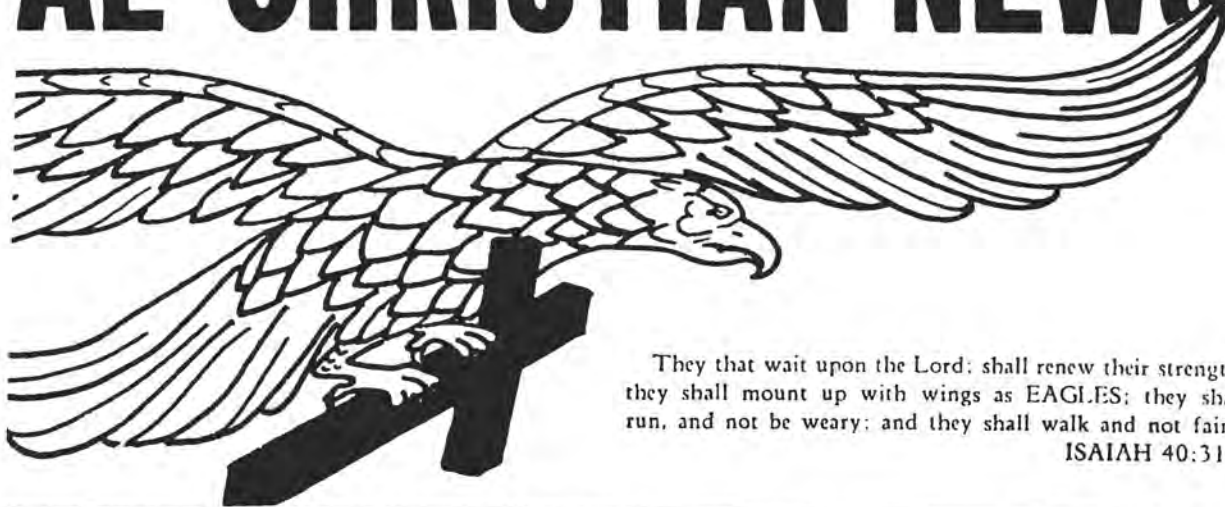 AL CHRISTIAN NEWS
They that wait upon the Lord: shall renew their strengt
they shall mount up with wings as EAGLES; they sh
run, and not be weary: and they shall walk and not fain
ISAIAH 40:31